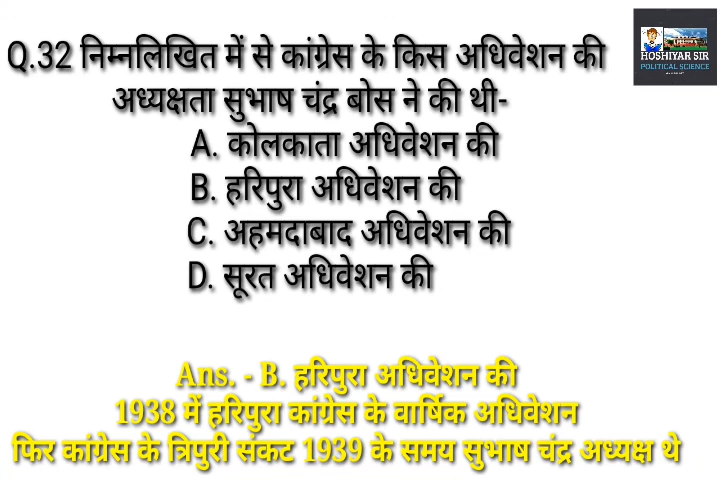 Q.32 निम्नलिखित में से कांग्रेस के किस अधिवेशन की
अध्यक्षता सुभाष चंद्र बोस ने की थी-
A. कोलकाता अधिवेशन की
B. हरिपुरा अधिवेशन की
C. अहमदाबाद अधिवेशन की
D. सूरत अधिवेशन की
Ans. - B. हरिपुरा अधिवेशन की
1938 में हरिपुरा कांग्रेस के वार्षिक अधिवेशन
फिर कांग्रेस के त्रिपुरी संकट 1939 के समय सुभाष चंद्र अध्यक्ष थे
HOSHIYAR SIR
POLITICAL SCIENCE